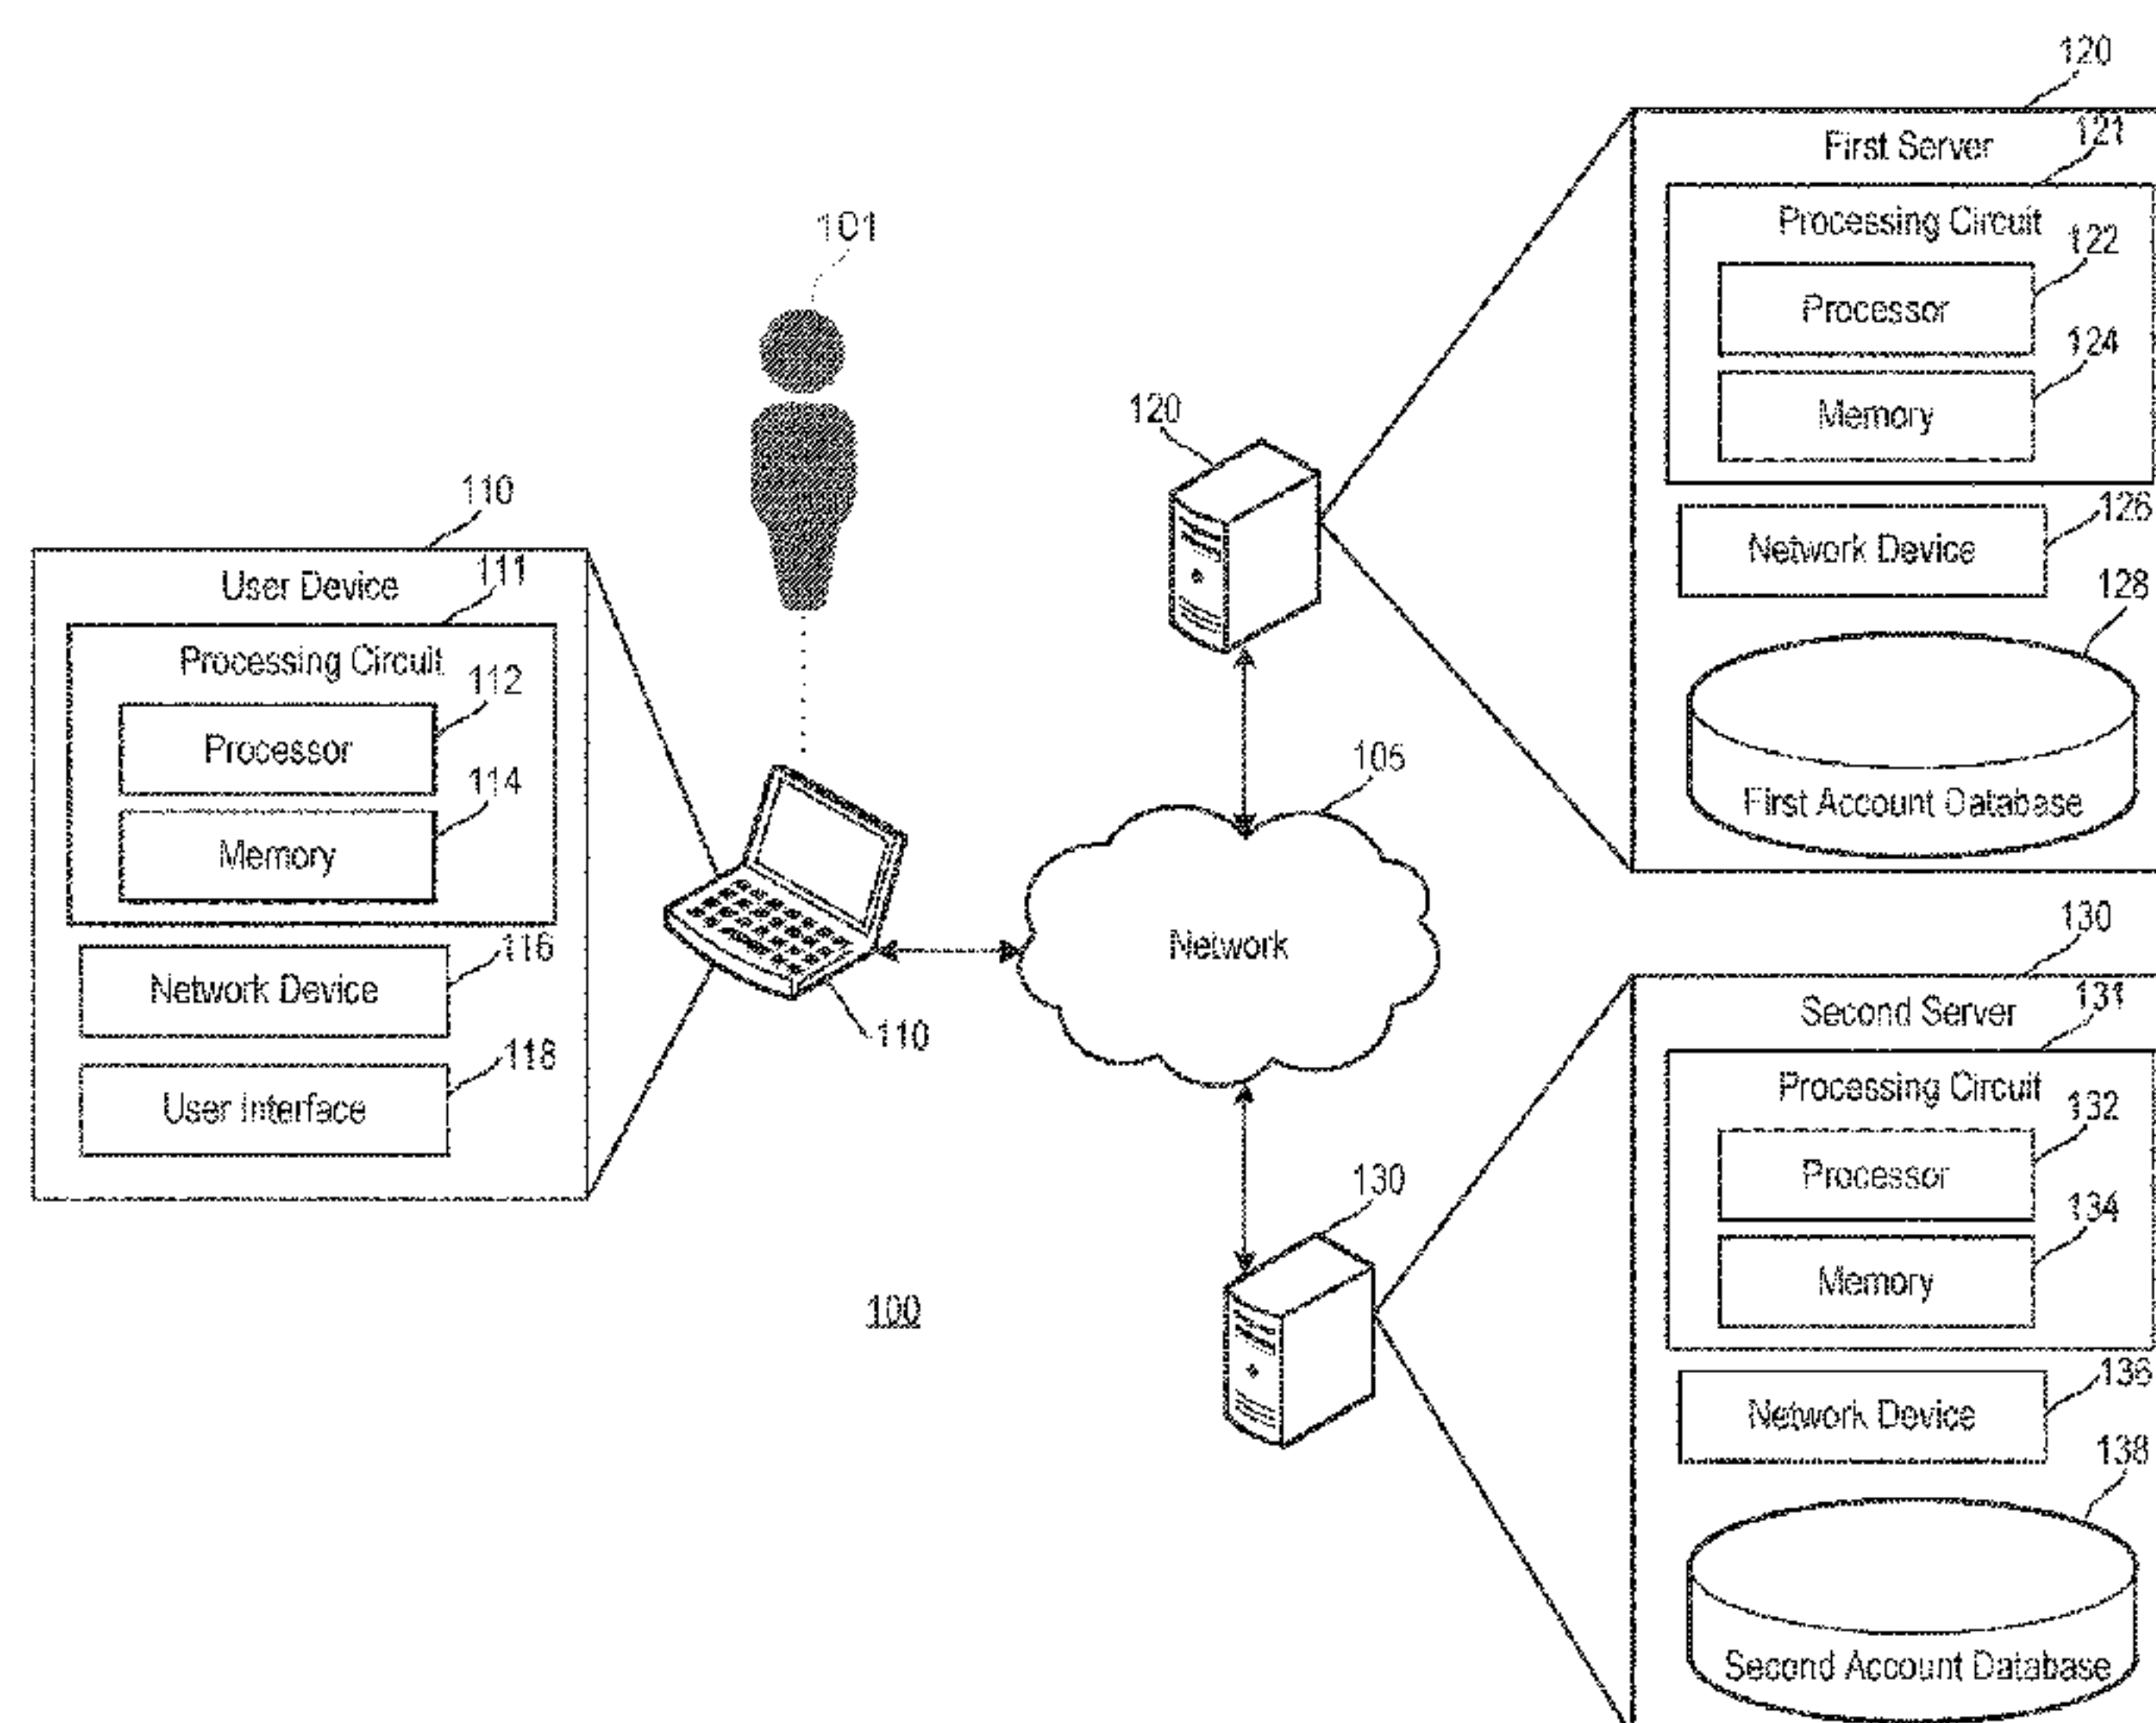 120
First Server
121
Processing Circuit
122
Processor
124
Memory
126
Network Device
128
First Account Database
101
120
110
User Device
111
Processing Circuit
112
Processor
114
Memory
116
Network Device
118
User Interface
110
105
Network
130
100
130
Second Server
131
Processing Circuit
132
Processor
134
Memory
136
Network Device
138
Second Account Database